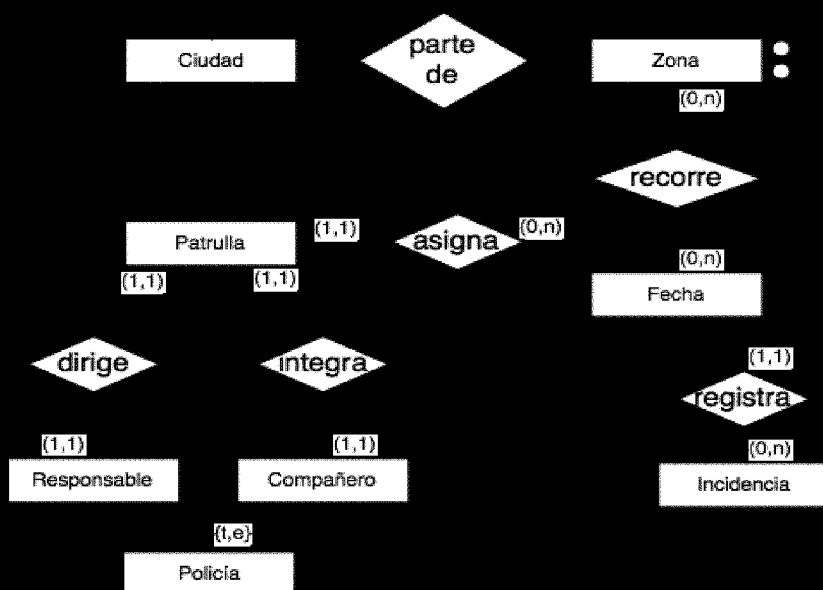 Ciudad
parte
de
Zona
(0,n)
recorre
Patrulla
(1,1)
asigna
(0,n)
(1,1)
(1,1)
(0,n)
Fecha
dirige
integra
(1,1)
registra
(1,1)
(1,1)
(0,n)
Responsable
Compañero
Incidencia
{t,e}
Policía